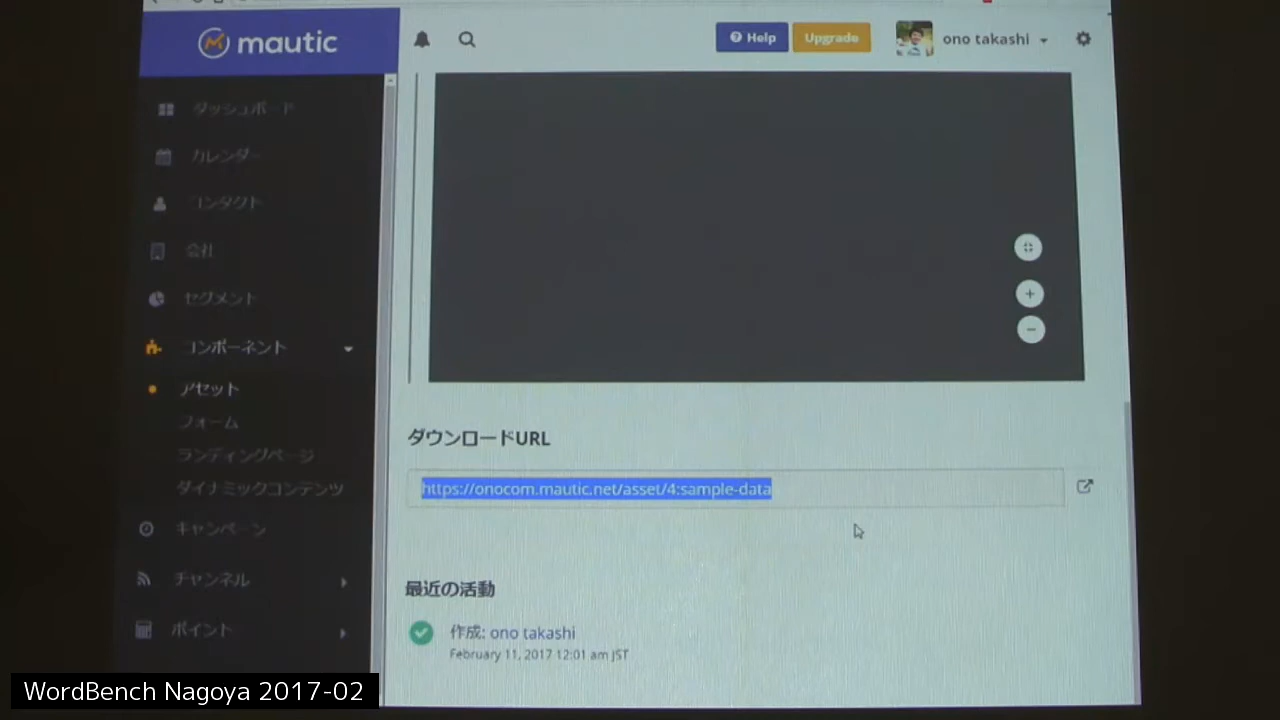 mautic
Help
Upgrade
ono takashi
ダッシュボード
カレンダー
コンタクト
会社
セグメント
コンポーネント
アセット
フォーム
ランディングページ
ダイナミックコンテンツ
キャンペーン
チャンネル
ポイント
ダウンロードURL
https://onocom.mautic.net/asset/4:sample-data
最近の活動
作成: ono takashi
February 11, 2017 12:01 am JST
WordBench Nagoya 2017-02